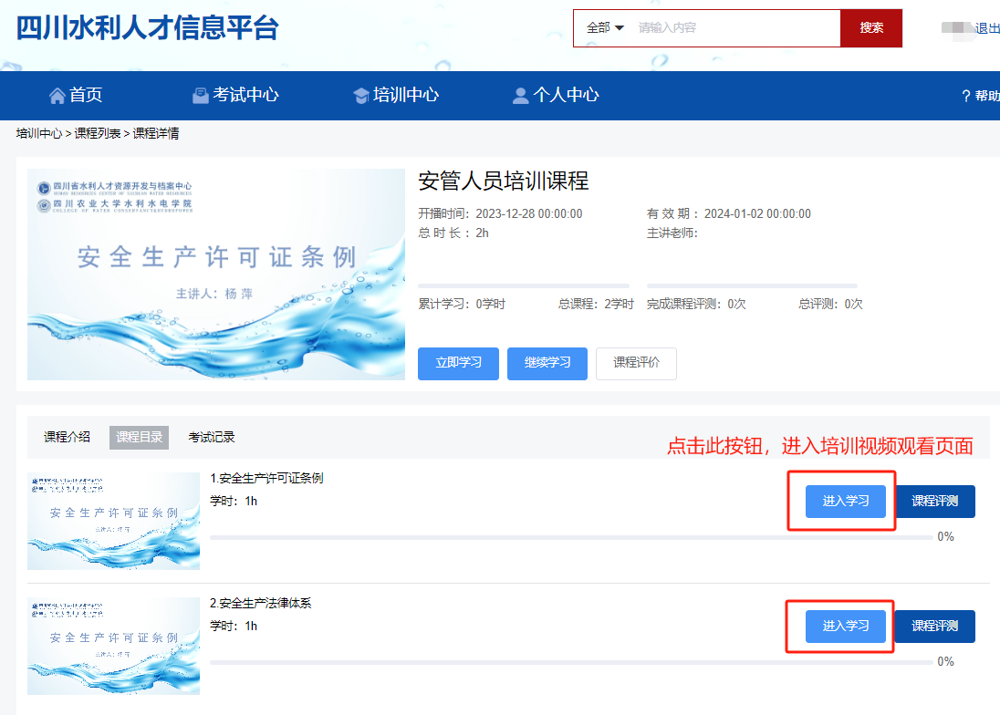 四川水利人才信息平台
全部 请输入内容 搜索
退出
首页 考试中心 培训中心 个人中心 ? 帮助
培训中心 > 课程列表 > 课程详情
四川省水利人才资源开发与档案中心
HUMAN RESOURCES CENTER OF SICHUAN WATER RESOURCES
四川农业大学水利水电学院
COLLEGE OF WATER CONSERVANCY&HYDROPOWER
安全生产许可证条例
主讲人：杨 萍
安管人员培训课程
开播时间：2023-12-28 00:00:00 有 效 期 ：2024-01-02 00:00:00
总 时 长 ：2h 主讲老师：
累计学习：0学时 总课程：2学时 完成课程评测：0次 总评测：0次
立即学习 继续学习 课程评价
课程介绍 课程目录 考试记录
点击此按钮，进入培训视频观看页面
安全生产许可证条例
主讲人：杨 萍
1.安全生产许可证条例
学时：1h
进入学习 课程评测
0%
安全生产许可证条例
主讲人：杨 萍
2.安全生产法律体系
学时：1h
进入学习 课程评测
0%